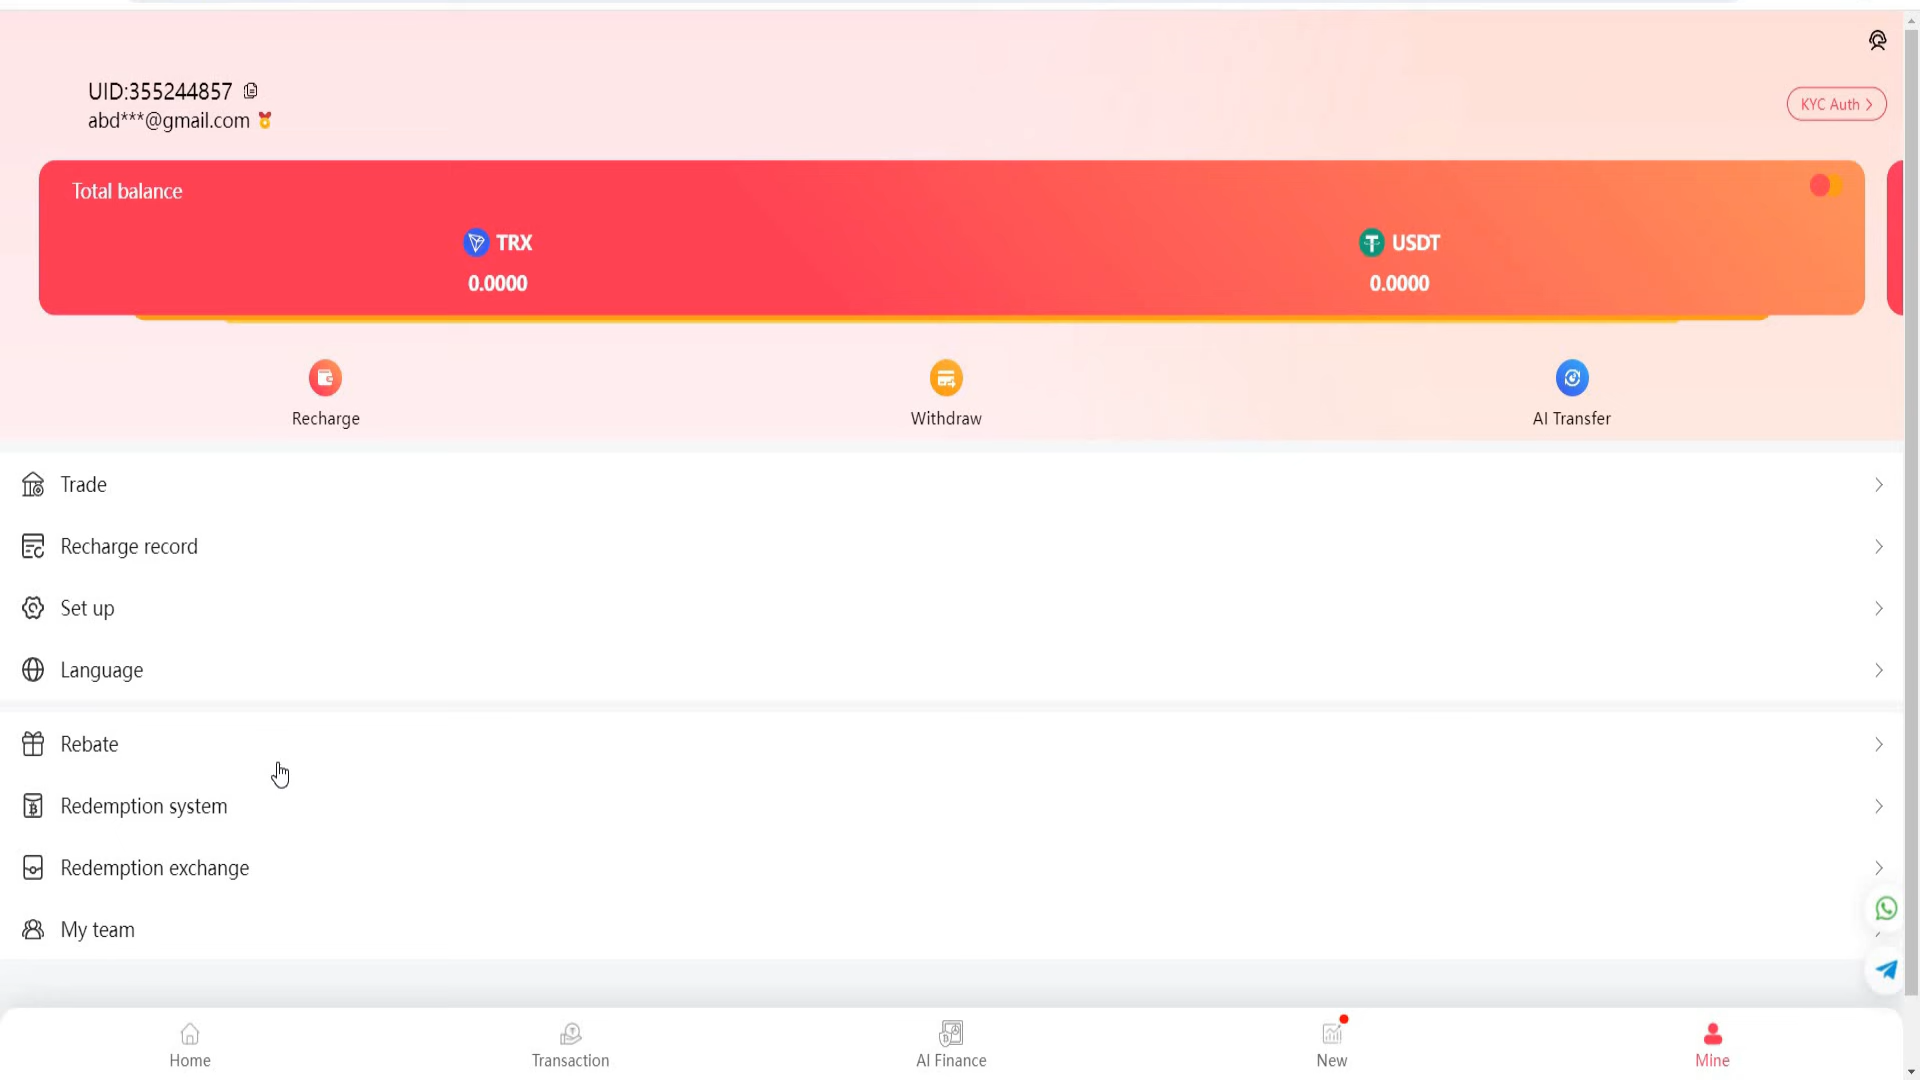 UID:355244857
abd***@gmail.com
KYC Auth
Total balance
TRX
USDT
0.0000
0.0000
Recharge
Withdraw
AI Transfer
Trade
Recharge record
Set up
Language
Rebate
Redemption system
Redemption exchange
My team
Home
Transaction
AI Finance
New
Mine